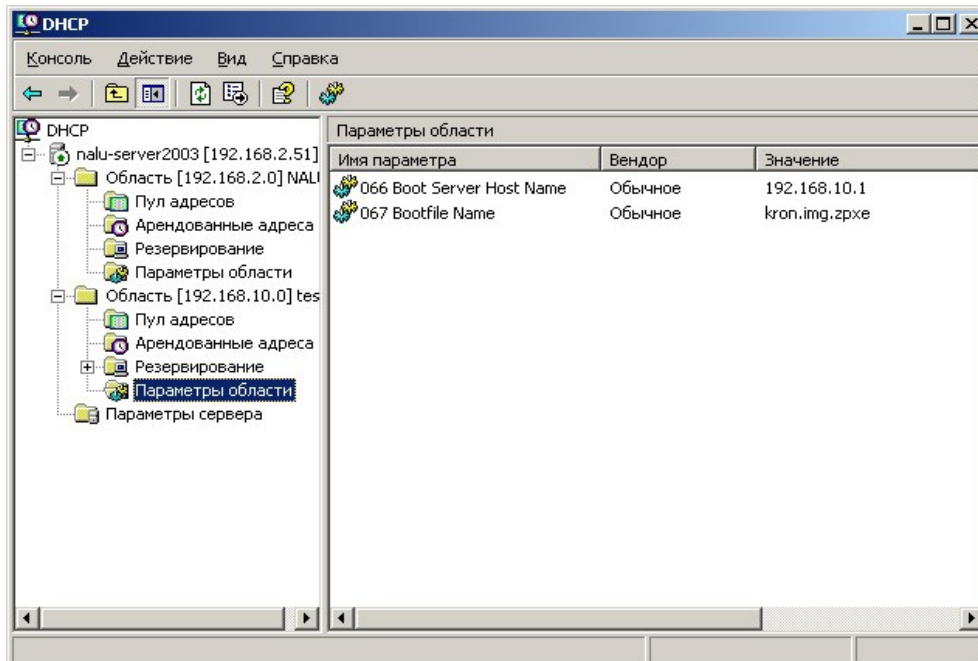 DHCP
Консоль Действие Вид Справка
DHCP
nalu-server2003 [192.168.2.51]
Область [192.168.2.0] NALU
Пул адресов
Арендованные адреса
Резервирование
Параметры области
Область [192.168.10.0] tes
Пул адресов
Арендованные адреса
Резервирование
Параметры области
Параметры сервера
Параметры области
Имя параметра Вендор Значение
066 Boot Server Host Name Обычное 192.168.10.1
067 Bootfile Name Обычное kron.img.zpxe